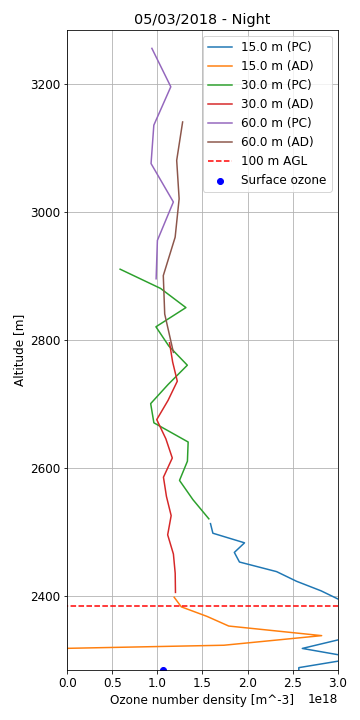 05/03/2018 - Night
15.0 m (PC)
15.0 m (AD)
30.0 m (PC)
30.0 m (AD)
60.0 m (PC)
60.0 m (AD)
100 m AGL
Surface ozone
3200
3000
2800
2600
2400
Altitude [m]
0.0 0.5 1.0 1.5 2.0 2.5 3.0
Ozone number density [m^-3] 1e18